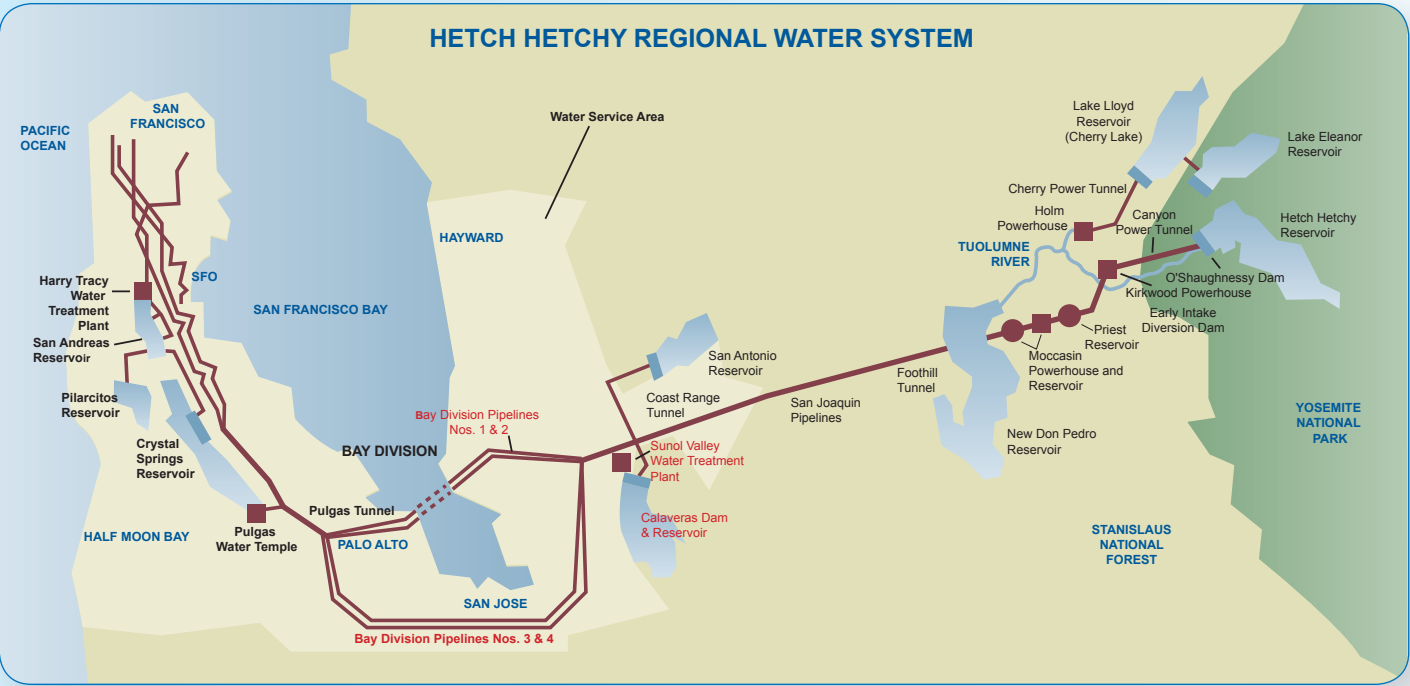 HETCH HETCHY REGIONAL WATER SYSTEM
PACIFIC
OCEAN
SAN
FRANCISCO
Water Service Area
Lake Lloyd
Reservoir
(Cherry Lake)
Lake Eleanor
Reservoir
Cherry Power Tunnel
Holm
Powerhouse
Canyon
Power Tunnel
Hetch Hetchy
Reservoir
TUOLUMNE
RIVER
HAYWARD
SFO
SAN FRANCISCO BAY
O'Shaughnessy Dam
Kirkwood Powerhouse
Early Intake
Diversion Dam
Harry Tracy
Water
Treatment
Plant
San Andreas
Reservoir
Priest
Reservoir
Moccasin
Powerhouse and
Reservoir
San Antonio
Reservoir
Foothill
Tunnel
Pilarcitos
Reservoir
Coast Range
Tunnel
San Joaquin
Pipelines
Bay Division Pipelines
Nos. 1 & 2
YOSEMITE
NATIONAL
PARK
Crystal
Springs
Reservoir
BAY DIVISION
Sunol Valley
Water Treatment
Plant
New Don Pedro
Reservoir
Pulgas Tunnel
Calaveras Dam
& Reservoir
HALF MOON BAY
Pulgas
Water Temple
PALO ALTO
STANISLAUS
NATIONAL
FOREST
SAN JOSE
Bay Division Pipelines Nos. 3 & 4